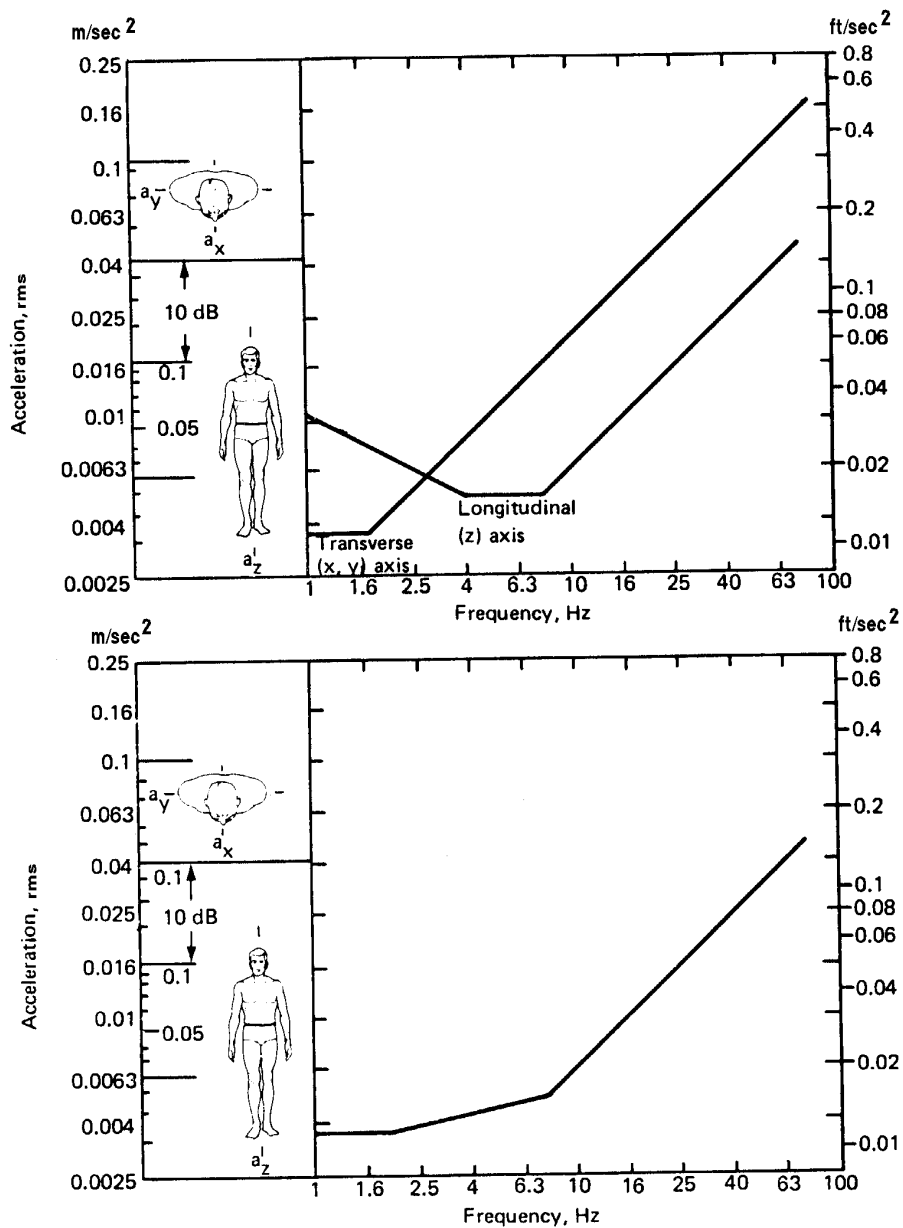 m/sec2
ft/sec2
0.25
0.16
0.1
0.063
0.04
0.025
0.016
0.01
0.0063
0.004
0.0025
Acceleration, rms
ay
ax
10 dB
0.1
0.05
az
0.8
0.6
0.4
0.2
0.1
0.08
0.06
0.04
0.02
0.01
Longitudinal
(z) axis
Transverse
(x, y) axis
1 1.6 2.5 4 6.3 10 16 25 40 63 100
Frequency, Hz
m/sec2
ft/sec2
0.25
0.16
0.1
0.063
0.04
0.025
0.016
0.01
0.0063
0.004
0.0025
Acceleration, rms
ay
ax
0.1
10 dB
0.1
0.05
az
0.8
0.6
0.4
0.2
0.1
0.08
0.06
0.04
0.02
0.01
1 1.6 2.5 4 6.3 10 16 25 40 63 100
Frequency, Hz